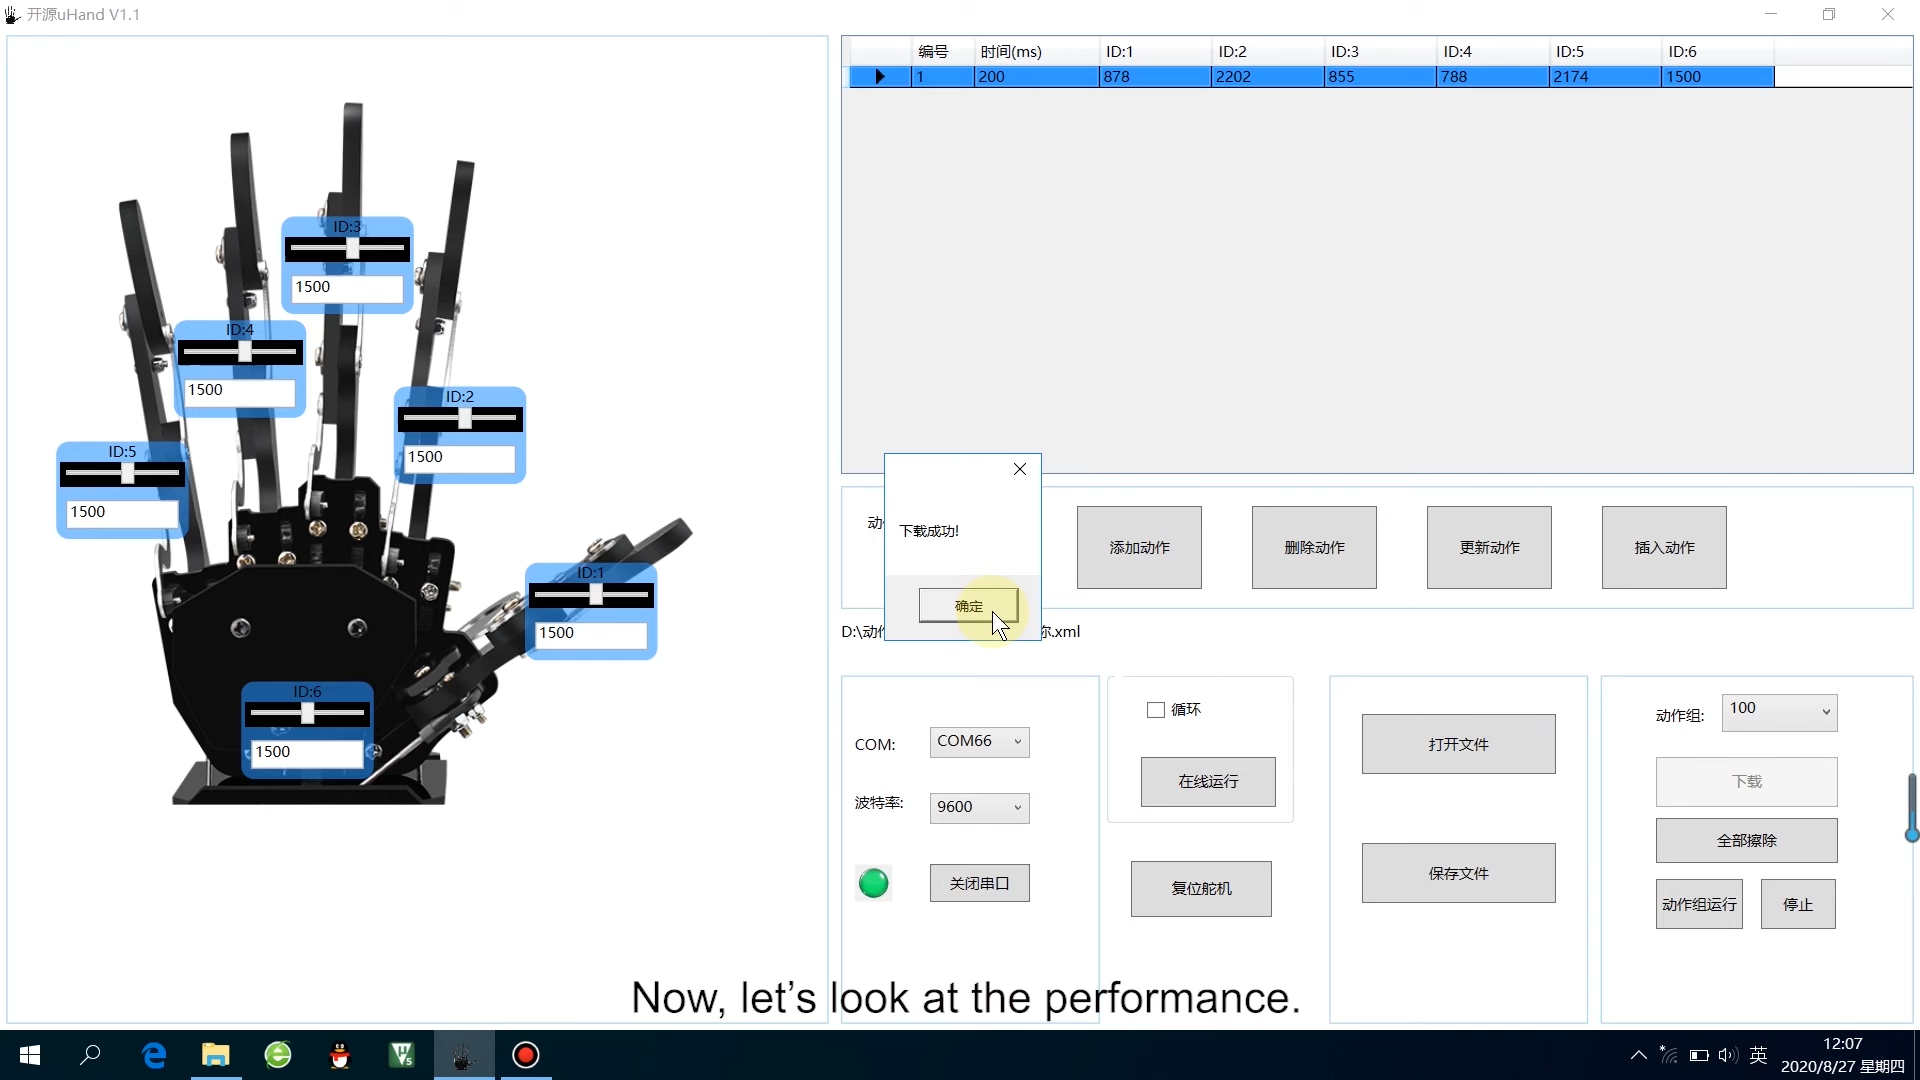 开源uHand V1.1
编号 时间(ms) ID:1 ID:2 ID:3 ID:4 ID:5 ID:6
1 200 878 2202 855 788 2174 1500
ID:3
1500
ID:4
1500
ID:2
1500
ID:5
1500
ID:1
1500
ID:6
1500
下载成功!
确定
添加动作 删除动作 更新动作 插入动作
D:\动 .xml
COM: COM66
波特率: 9600
关闭串口
循环
在线运行
复位舵机
打开文件
保存文件
动作组: 100
下载
全部擦除
动作组运行 停止
Now, let's look at the performance.
英
12:07
2020/8/27 星期四